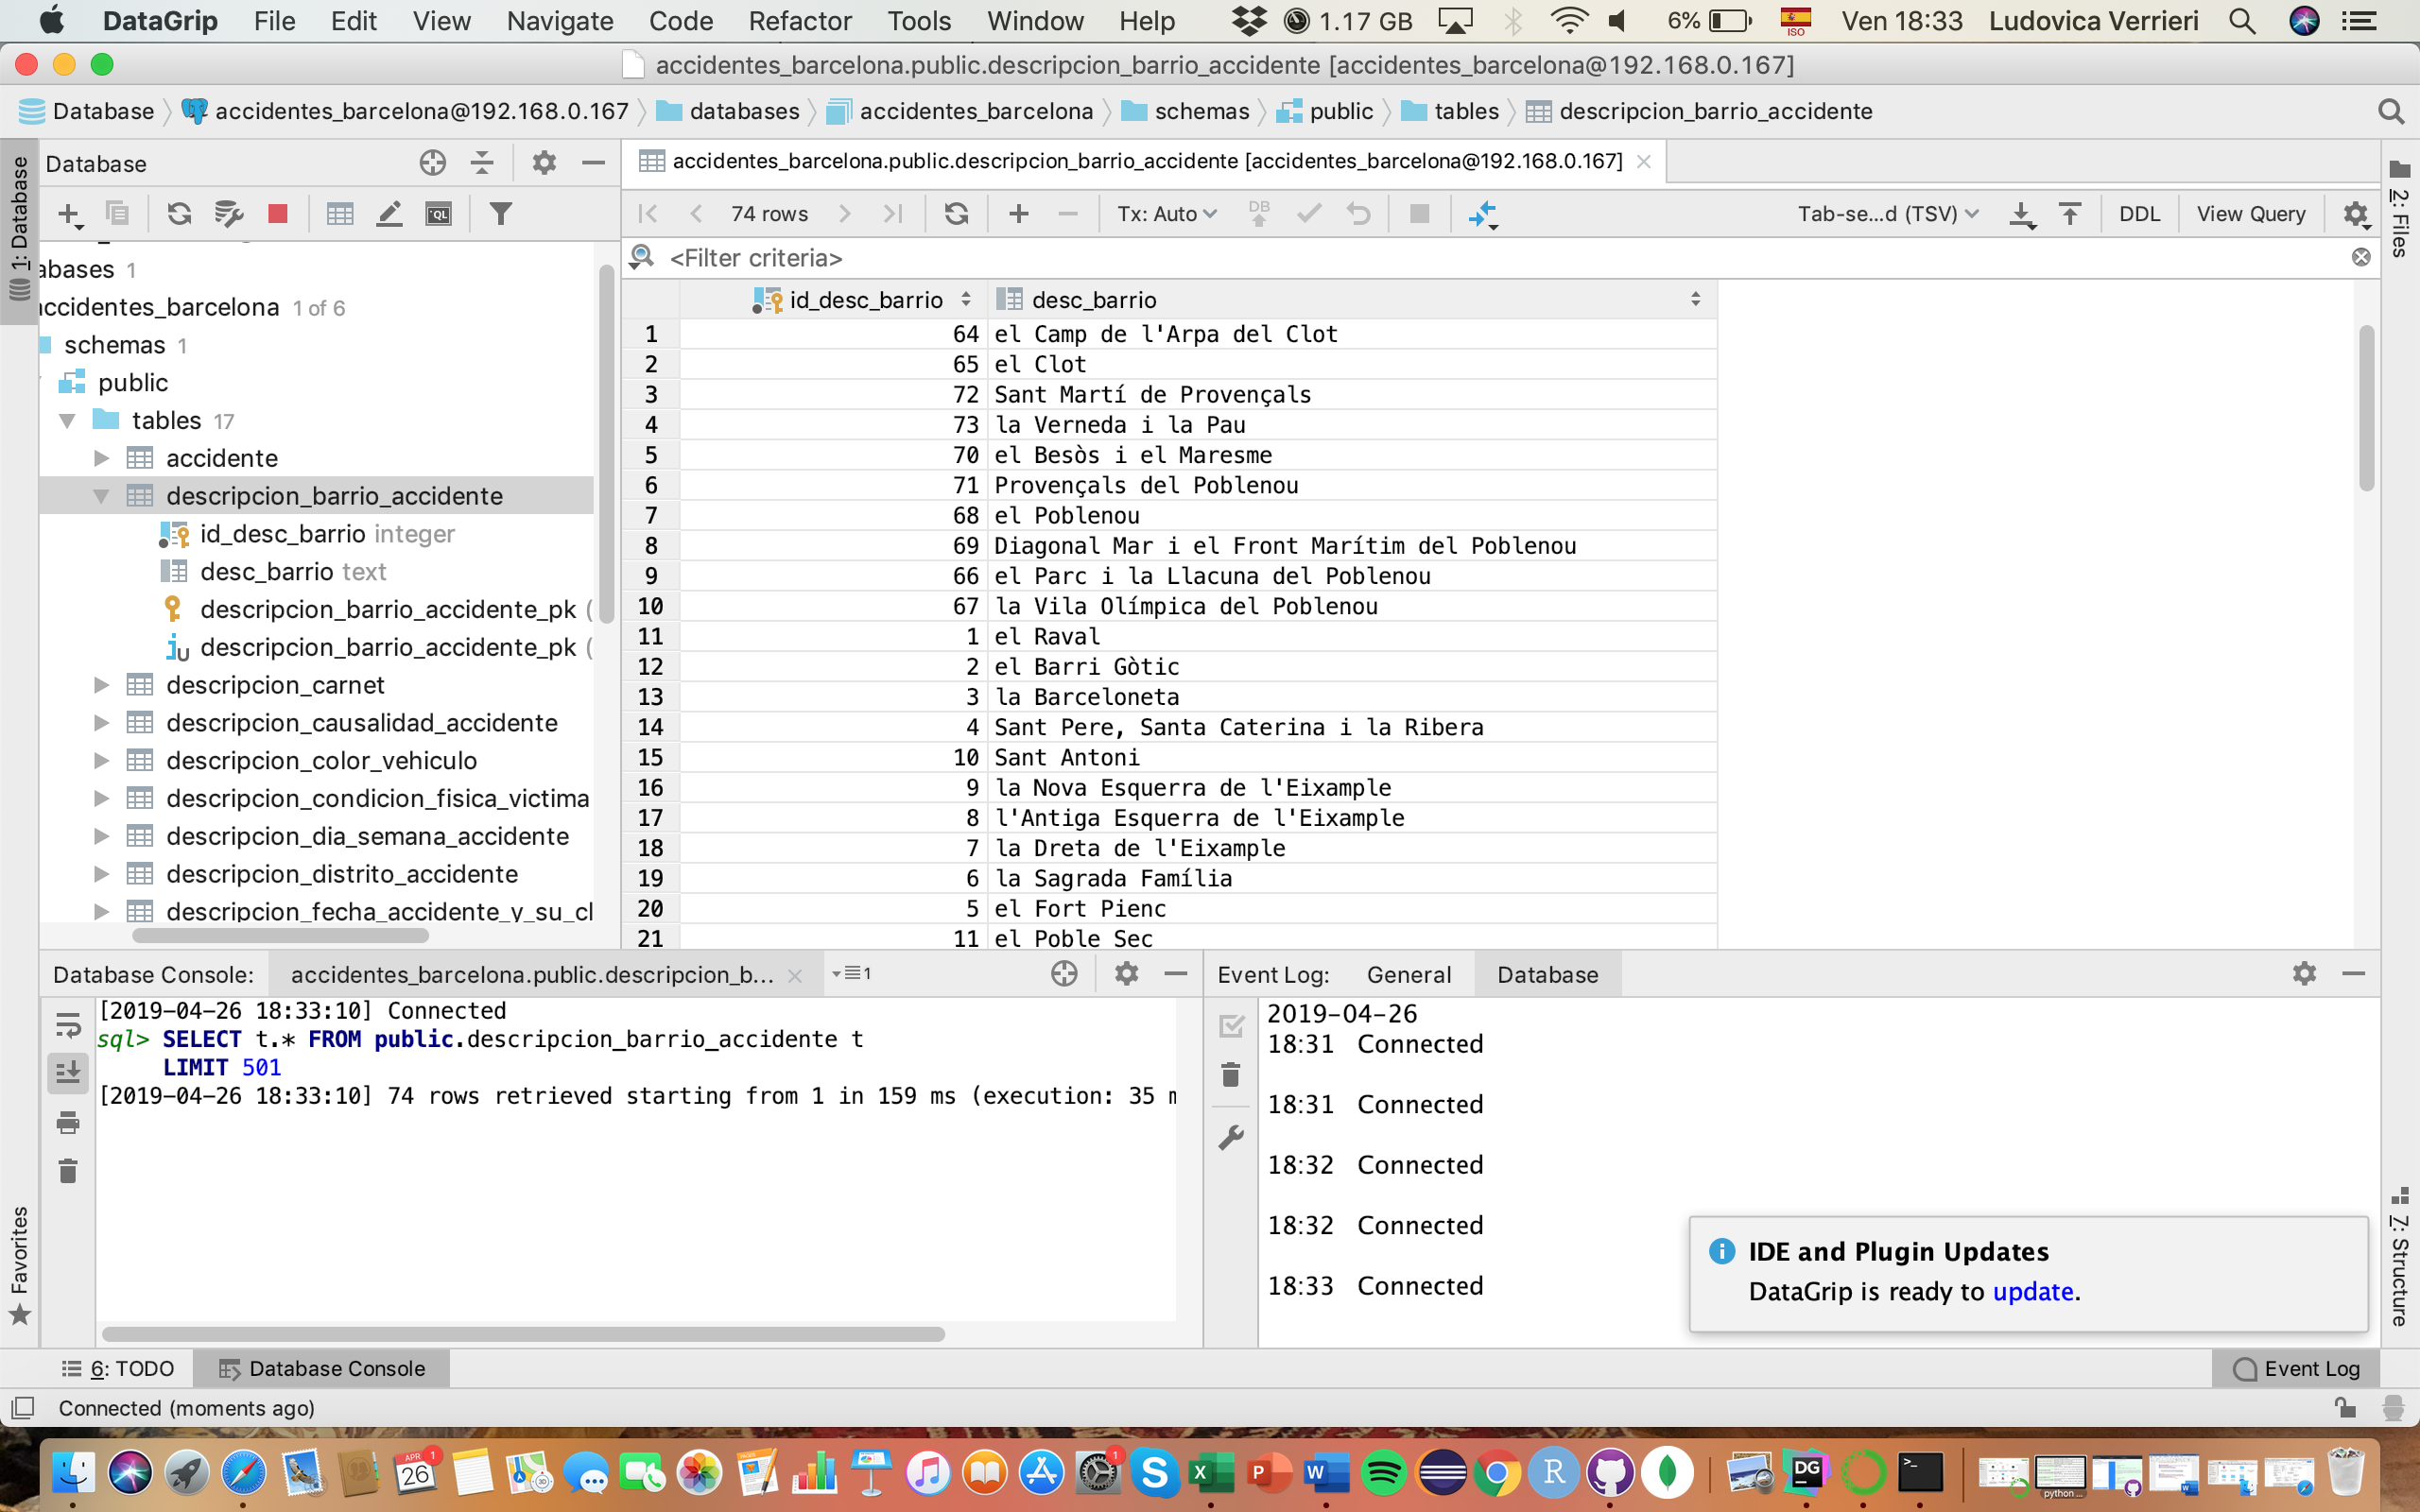 DataGrip File Edit View Navigate Code Refactor Tools Window Help 1.17 GB 6% ISO Ven 18:33 Ludovica Verrieri
accidentes_barcelona.public.descripcion_barrio_accidente [accidentes_barcelona@192.168.0.167]
Database accidentes_barcelona@192.168.0.167 databases accidentes_barcelona schemas public tables descripcion_barrio_accidente
1: Database
Database
accidentes_barcelona.public.descripcion_barrio_accidente [accidentes_barcelona@192.168.0.167]
2: Files
QL
74 rows Tx: Auto DB Tab-se...d (TSV) DDL View Query
<Filter criteria>
abases 1
accidentes_barcelona 1 of 6
schemas 1
public
tables 17
accidente
descripcion_barrio_accidente
id_desc_barrio integer
desc_barrio text
descripcion_barrio_accidente_pk (
descripcion_barrio_accidente_pk (
descripcion_carnet
descripcion_causalidad_accidente
descripcion_color_vehiculo
descripcion_condicion_fisica_victima
descripcion_dia_semana_accidente
descripcion_distrito_accidente
descripcion_fecha_accidente_y_su_cl
id_desc_barrio desc_barrio
1 64 el Camp de l'Arpa del Clot
2 65 el Clot
3 72 Sant Martí de Provençals
4 73 la Verneda i la Pau
5 70 el Besòs i el Maresme
6 71 Provençals del Poblenou
7 68 el Poblenou
8 69 Diagonal Mar i el Front Marítim del Poblenou
9 66 el Parc i la Llacuna del Poblenou
10 67 la Vila Olímpica del Poblenou
11 1 el Raval
12 2 el Barri Gòtic
13 3 la Barceloneta
14 4 Sant Pere, Santa Caterina i la Ribera
15 10 Sant Antoni
16 9 la Nova Esquerra de l'Eixample
17 8 l'Antiga Esquerra de l'Eixample
18 7 la Dreta de l'Eixample
19 6 la Sagrada Família
20 5 el Fort Pienc
21 11 el Poble Sec
Database Console: accidentes_barcelona.public.descripcion_b... 1
[2019-04-26 18:33:10] Connected
sql> SELECT t.* FROM public.descripcion_barrio_accidente t
LIMIT 501
[2019-04-26 18:33:10] 74 rows retrieved starting from 1 in 159 ms (execution: 35 m
Event Log: General Database
2019-04-26
18:31 Connected
18:31 Connected
18:32 Connected
18:32 Connected
18:33 Connected
IDE and Plugin Updates
DataGrip is ready to update.
Favorites
7: Structure
6: TODO Database Console Event Log
Connected (moments ago)
APR 26 1 1 S X P W R DG >_ python ...